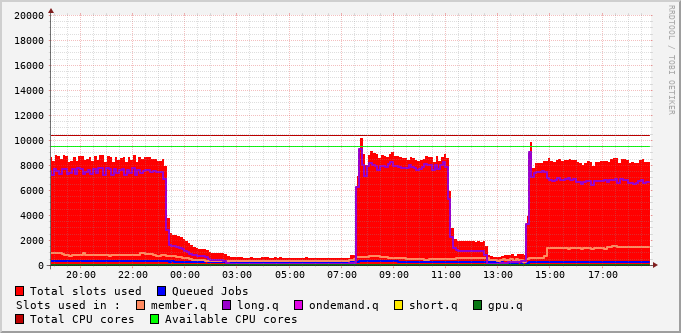 RRDTOOL / TOBI OETIKER
20000
18000
16000
14000
12000
10000
8000
6000
4000
2000
0
20:00 22:00 00:00 03:00 05:00 07:00 09:00 11:00 13:00 15:00 17:00
Total slots used Queued Jobs
Slots used in : member.q long.q ondemand.q short.q gpu.q
Total CPU cores Available CPU cores